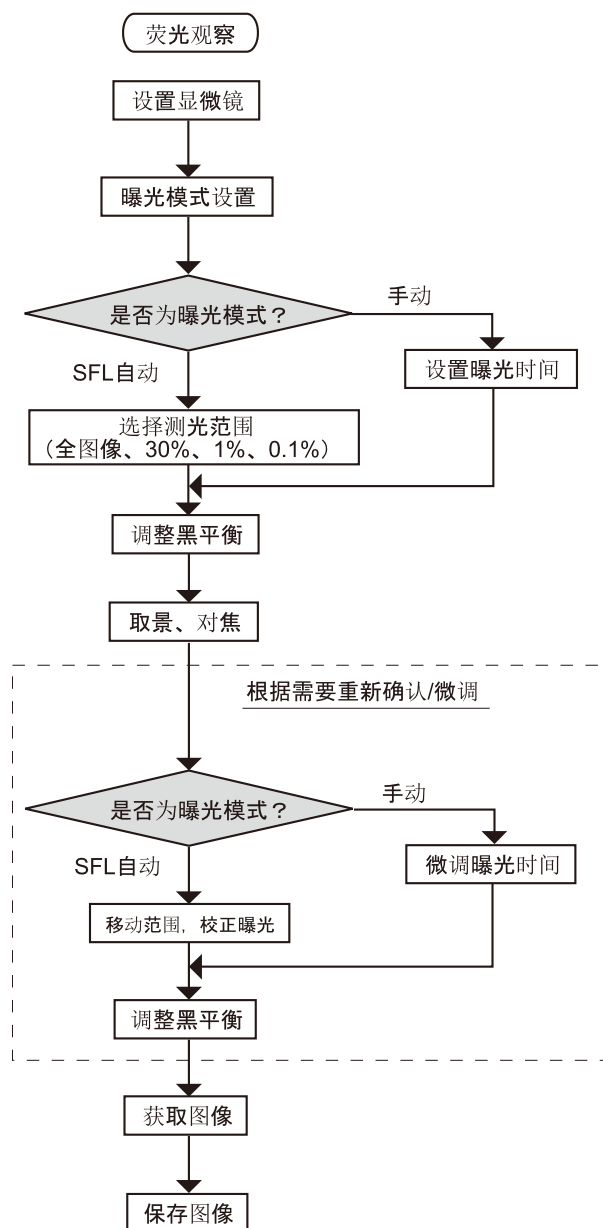 荧光观察
设置显微镜
曝光模式设置
是否为曝光模式？
手动
SFL自动
设置曝光时间
选择测光范围
（全图像、30%、1%、0.1%）
调整黑平衡
取景、对焦
根据需要重新确认/微调
是否为曝光模式？
手动
SFL自动
微调曝光时间
移动范围，校正曝光
调整黑平衡
获取图像
保存图像